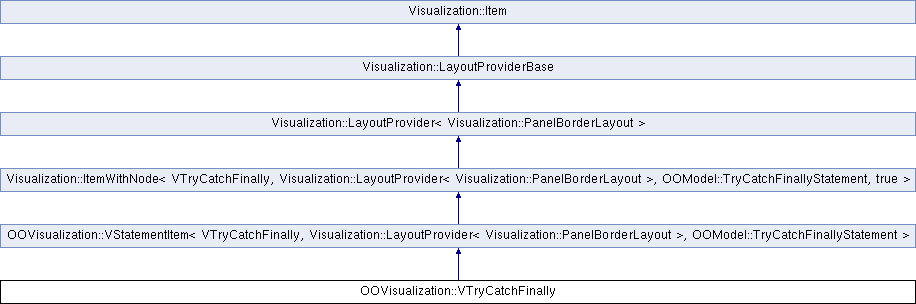 Visualization::Item
Visualization::LayoutProviderBase
Visualization::LayoutProvider< Visualization::PanelBorderLayout >
Visualization::ItemWithNode< VTryCatchFinally, Visualization::LayoutProvider< Visualization::PanelBorderLayout >, OOModel::TryCatchFinallyStatement, true >
OOVisualization::VStatementItem< VTryCatchFinally, Visualization::LayoutProvider< Visualization::PanelBorderLayout >, OOModel::TryCatchFinallyStatement >
OOVisualization::VTryCatchFinally